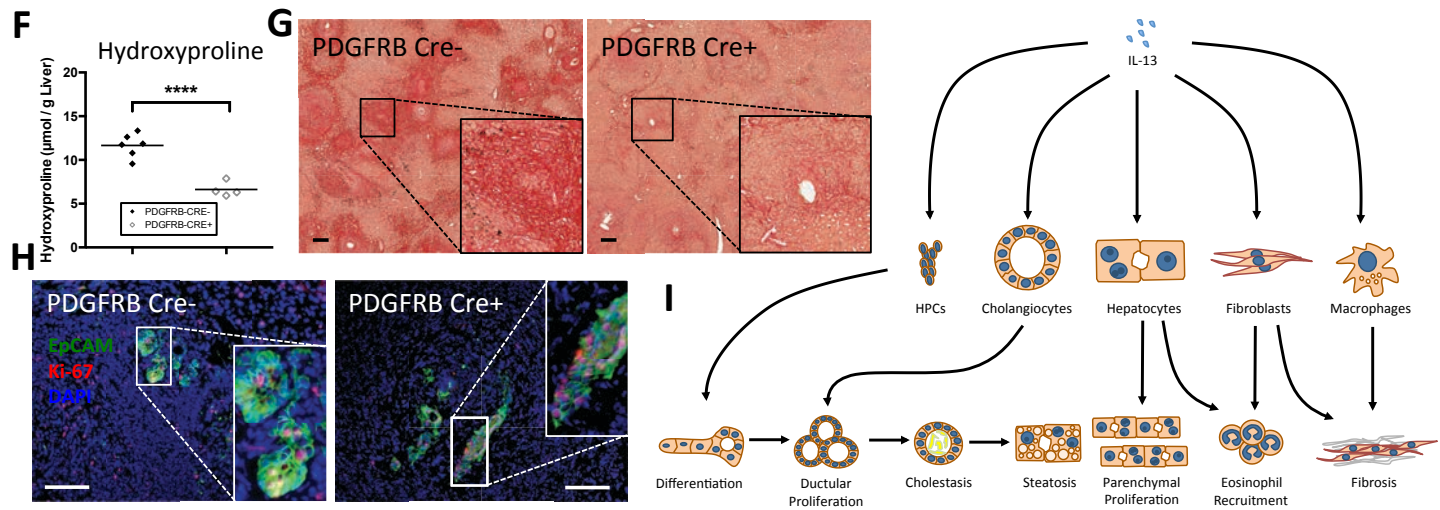 F
Hydroxyproline
Hydroxyproline (μmol / g Liver)
20
15
10
5
0
****
PDGFRB-CRE-
PDGFRB-CRE+
G
PDGFRB Cre-
PDGFRB Cre+
H
PDGFRB Cre-
EpCAM
Ki-67
DAPI
PDGFRB Cre+
I
IL-13
HPCs
Cholangiocytes
Hepatocytes
Fibroblasts
Macrophages
Differentiation
Ductular
Proliferation
Cholestasis
Steatosis
Parenchymal
Proliferation
Eosinophil
Recruitment
Fibrosis